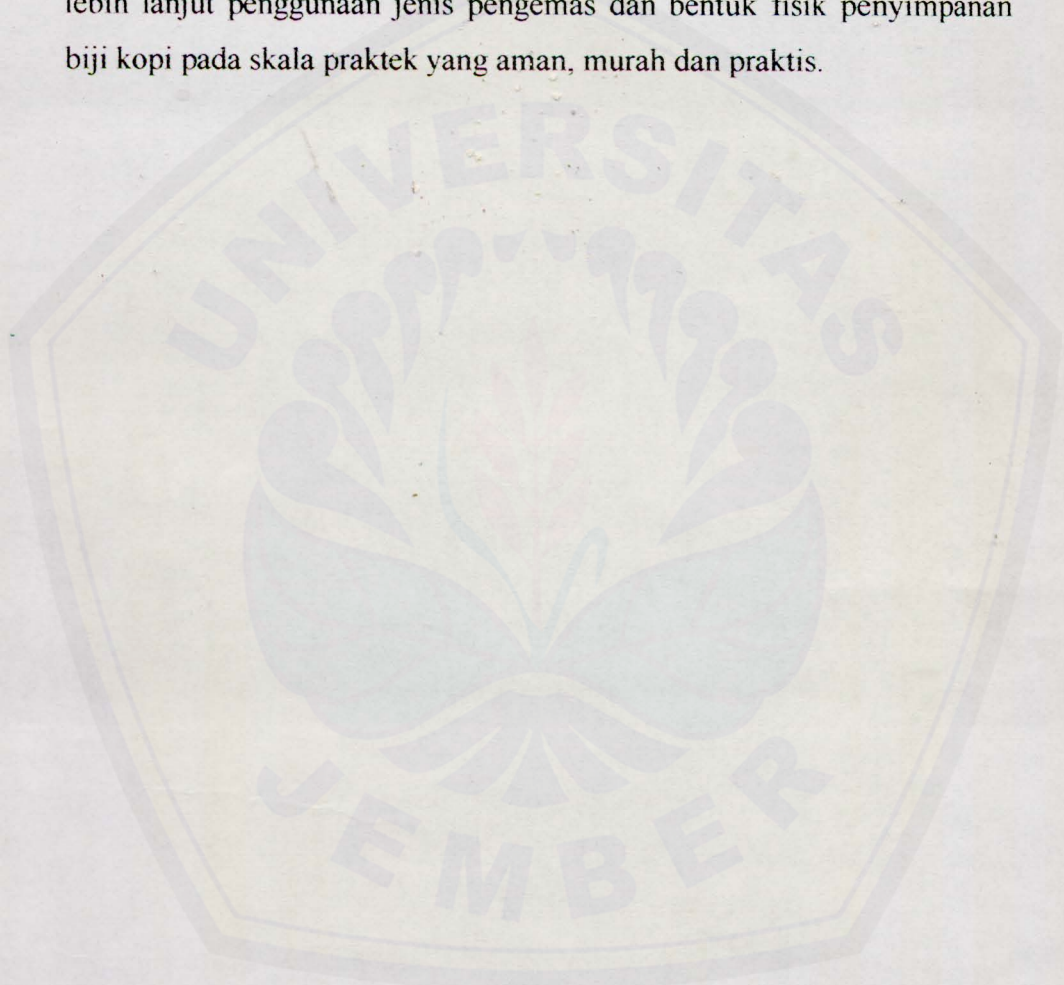 lebih lanjut penggunaan jenis pengemas dan bentuk fisik penyimpanan
biji kopi pada skala praktek yang aman, murah dan praktis.
UNIVERSITAS
JEMBER